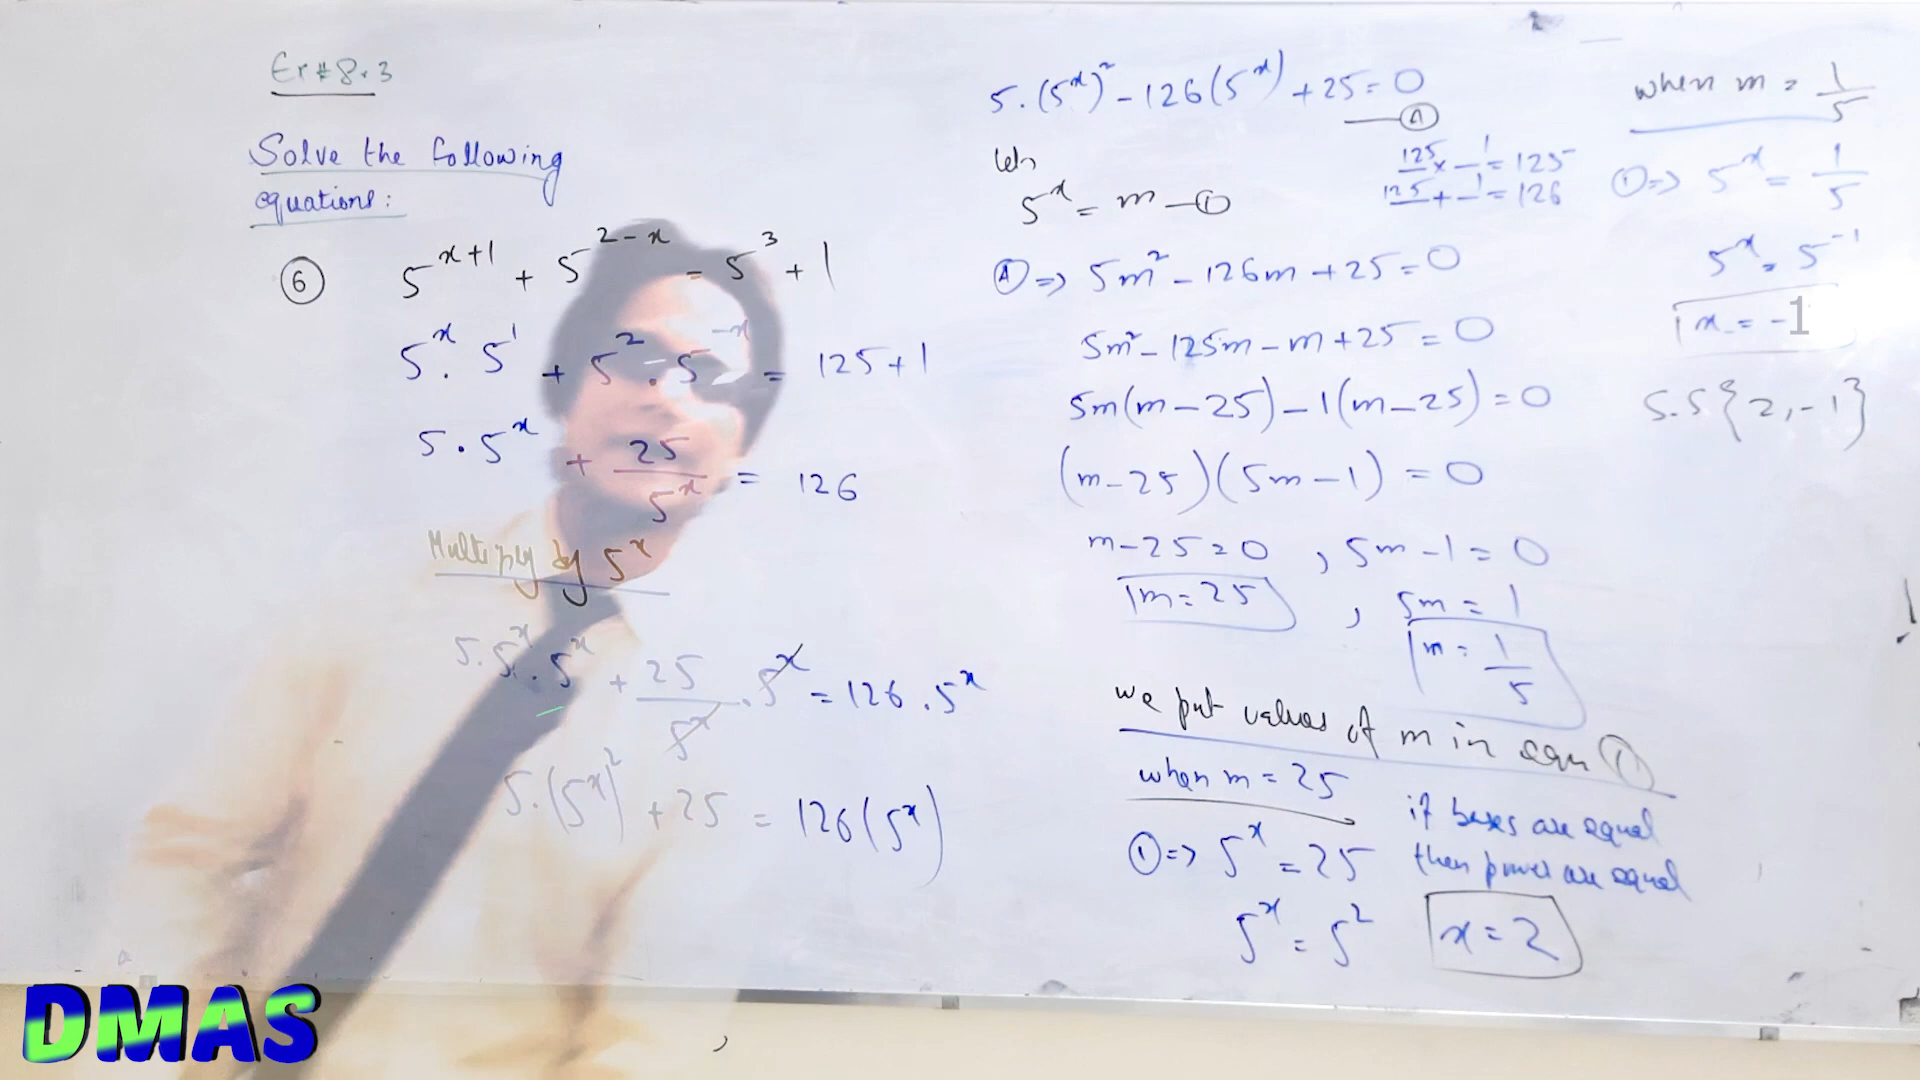 Ex # 8.3
Solve the following
equations:
⑥ 5^{x+1} + 5^{2-x} = 5^3 + 1
5^x . 5^1 + 5^2 . 5^{-x} = 125 + 1
5 . 5^x + 25/5^x = 126
Multiply by 5^x
5.5^x . 5^x + 25/5^x . 5^x = 126 . 5^x
5.(5^x)^2 + 25 = 126(5^x)
5.(5^x)^2 - 126(5^x) + 25 = 0
—Ⓐ
let
5^x = m —①
125 x -1 = 125
125 + -1 = 126
Ⓐ => 5m^2 - 126m + 25 = 0
5m^2 - 125m - m + 25 = 0
5m(m - 25) - 1(m - 25) = 0
(m - 25)(5m - 1) = 0
m - 25 = 0 , 5m - 1 = 0
m = 25 , 5m = 1
m = 1/5
we put values of m in equ ①
when m = 25
① => 5^x = 25
5^x = 5^2
if bases are equal
then power are equal
x = 2
when m = 1/5
① => 5^x = 1/5
5^x = 5^{-1}
x = -1
S.S {2, -1}
DMAS